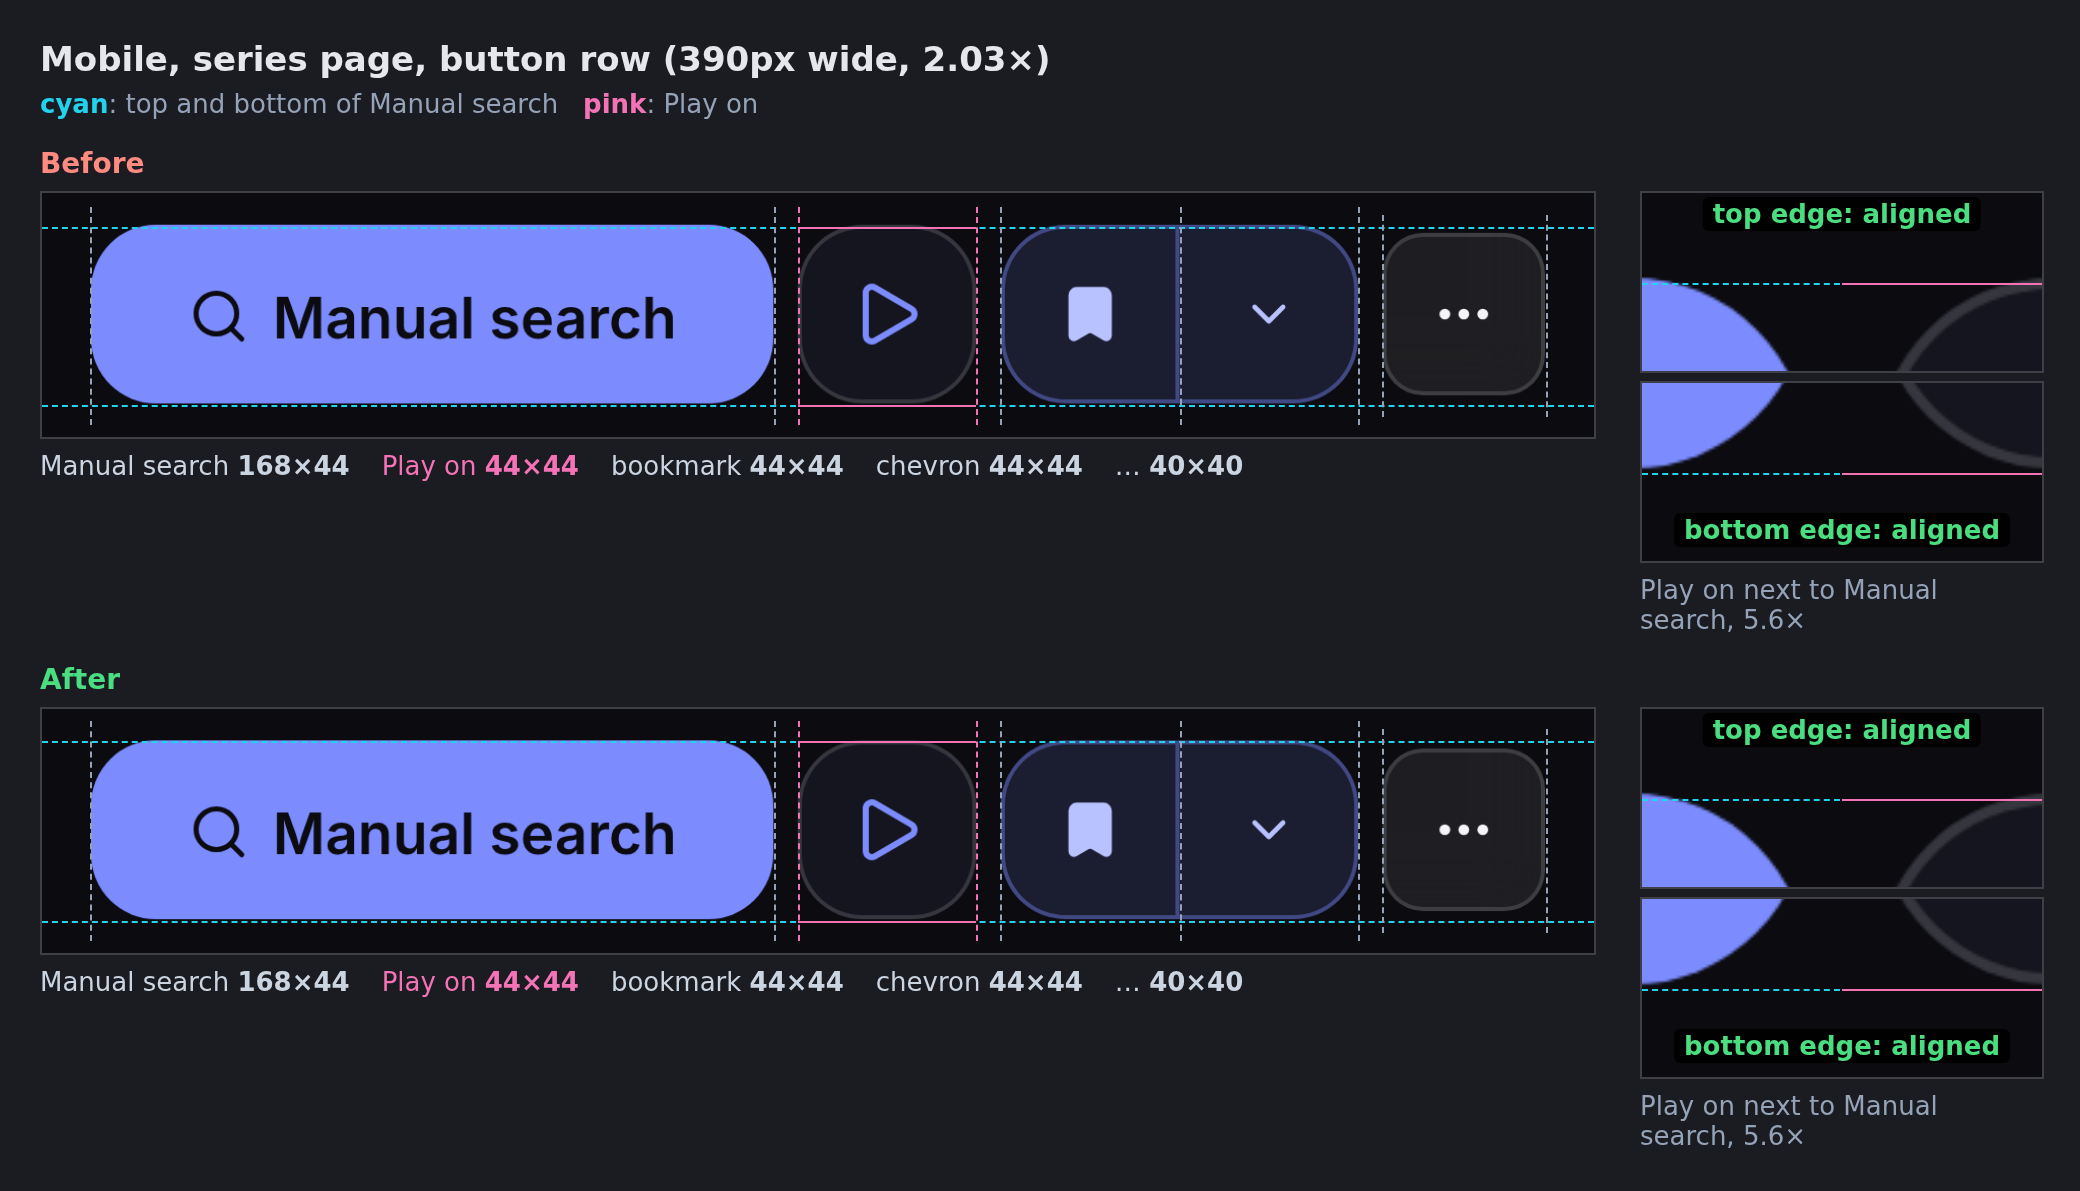 Mobile, series page, button row (390px wide, 2.03×)
cyan: top and bottom of Manual search pink: Play on
Before
Manual search
top edge: aligned
bottom edge: aligned
Manual search 168×44 Play on 44×44 bookmark 44×44 chevron 44×44 … 40×40
Play on next to Manual
search, 5.6×
After
Manual search
top edge: aligned
bottom edge: aligned
Manual search 168×44 Play on 44×44 bookmark 44×44 chevron 44×44 … 40×40
Play on next to Manual
search, 5.6×